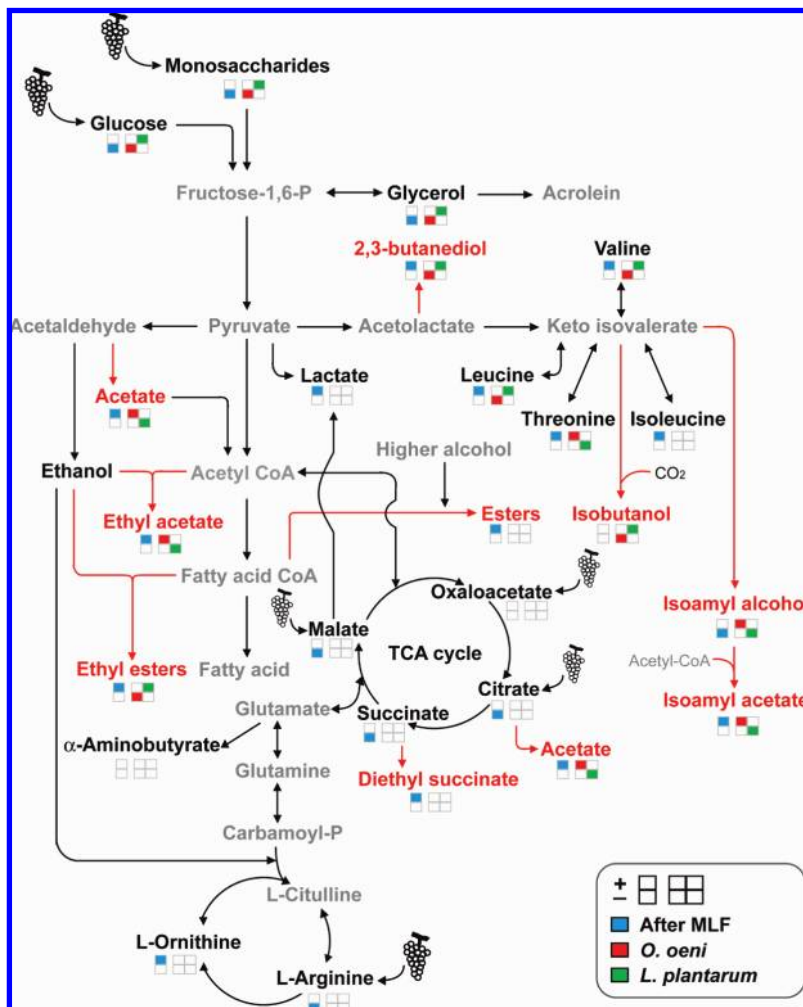 Monosaccharides
Glucose
Fructose-1,6-P
Glycerol
Acrolein
2,3-butanediol
Valine
Acetaldehyde
Pyruvate
Acetolactate
Keto isovalerate
Lactate
Leucine
Acetate
Threonine
Isoleucine
Higher alcohol
Ethanol
Acetyl CoA
CO₂
Ethyl acetate
Esters
Isobutanol
Fatty acid CoA
Oxaloacetate
Isoamyl alcohol
Malate
TCA cycle
Ethyl esters
Fatty acid
Acetyl-CoA
Citrate
Isoamyl acetate
Glutamate
Succinate
α-Aminobutyrate
Acetate
Glutamine
Diethyl succinate
Carbamoyl-P
+
−
L-Citulline
After MLF
L-Ornithine
O. oeni
L-Arginine
L. plantarum